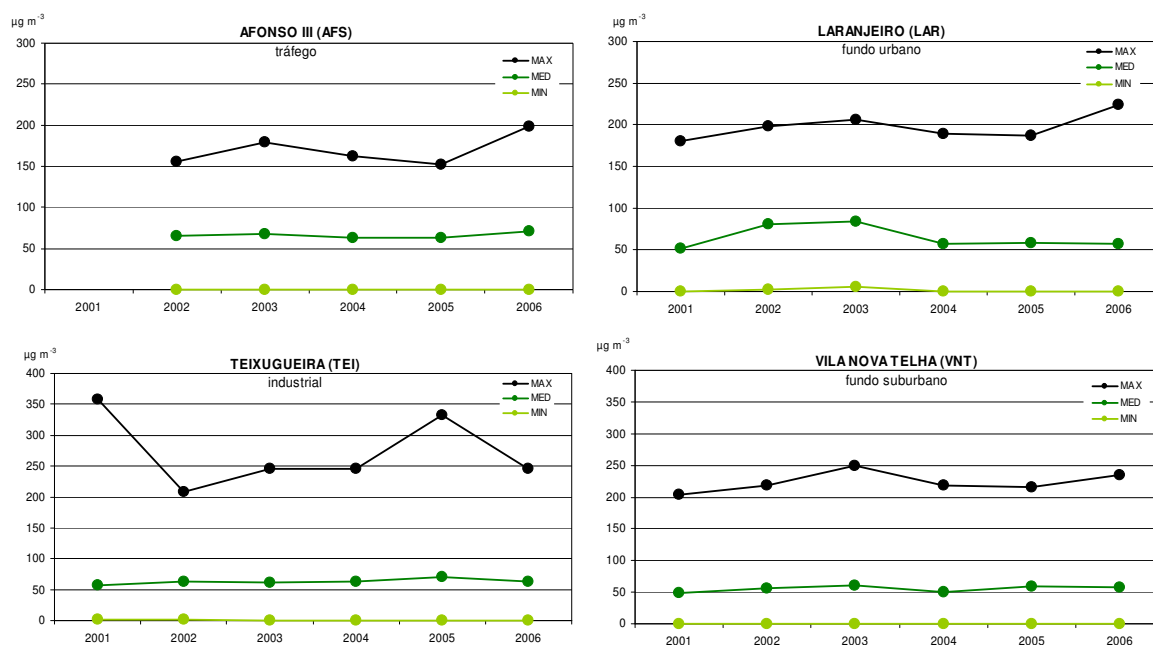 µg m⁻³
AFONSO III (AFS)
tráfego
300
250
200
150
100
50
0
MAX
MED
MIN
2001 2002 2003 2004 2005 2006
µg m⁻³
LARANJEIRO (LAR)
fundo urbano
300
250
200
150
100
50
0
MAX
MED
MIN
2001 2002 2003 2004 2005 2006
µg m⁻³
TEIXUGUEIRA (TEI)
industrial
400
350
300
250
200
150
100
50
0
MAX
MED
MIN
2001 2002 2003 2004 2005 2006
µg m⁻³
VILA NOVA TELHA (VNT)
fundo suburbano
400
350
300
250
200
150
100
50
0
MAX
MED
MIN
2001 2002 2003 2004 2005 2006